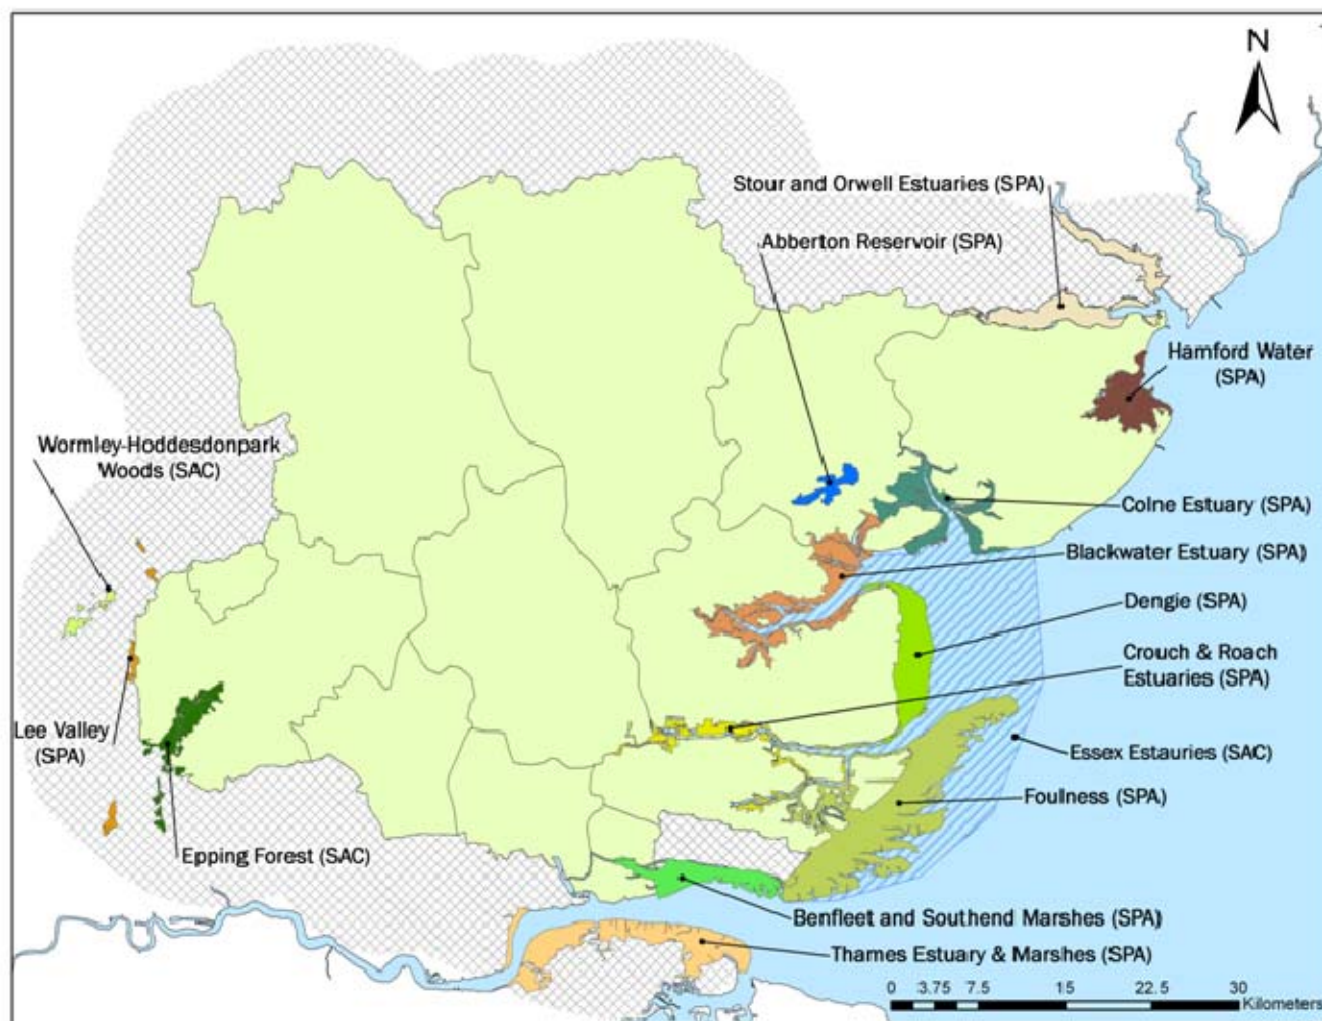 N
Stour and Orwell Estuaries (SPA)
Abberton Reservoir (SPA)
Hamford Water
(SPA)
Wormley-Hoddesdonpark
Woods (SAC)
Colne Estuary (SPA)
Blackwater Estuary (SPA)
Dengie (SPA)
Crouch & Roach
Estuaries (SPA)
Lee Valley
(SPA)
Essex Estauries (SAC)
Foulness (SPA)
Epping Forest (SAC)
Benfleet and Southend Marshes (SPA)
Thames Estuary & Marshes (SPA)
0 3.75 7.5 15 22.5 30
Kilometers